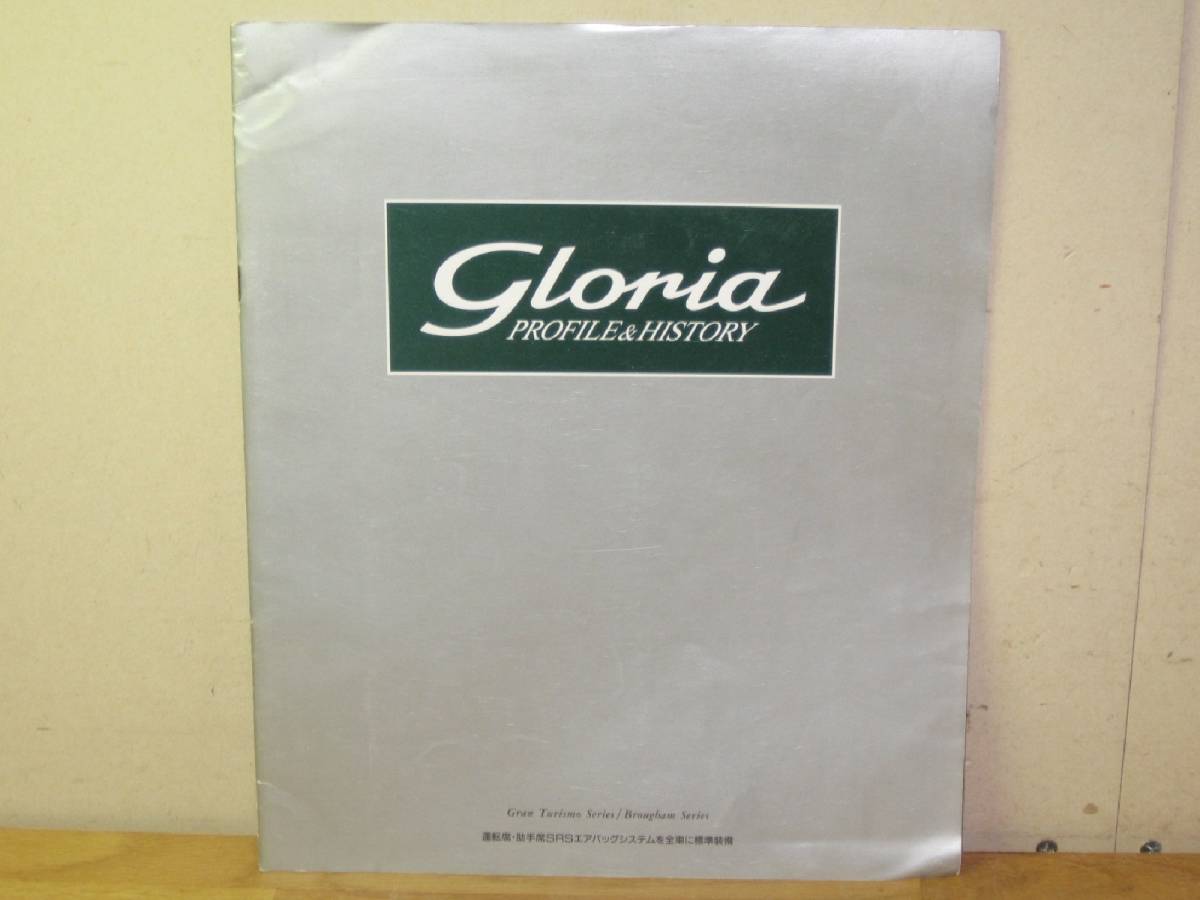 Gloria
PROFILE&HISTORY
Gran Turismo Series/Brougham Series
運転席・助手席SRSエアバッグシステムを全車に標準装備